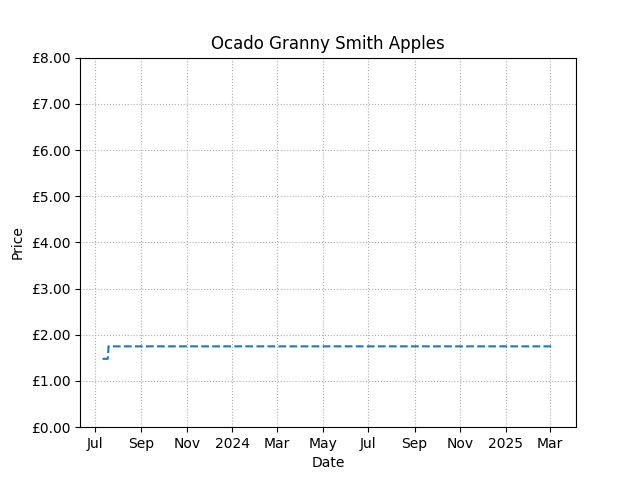 Ocado Granny Smith Apples
£8.00
£7.00
£6.00
£5.00
£4.00
£3.00
£2.00
£1.00
£0.00
Price
Jul Sep Nov 2024 Mar May Jul Sep Nov 2025 Mar
Date